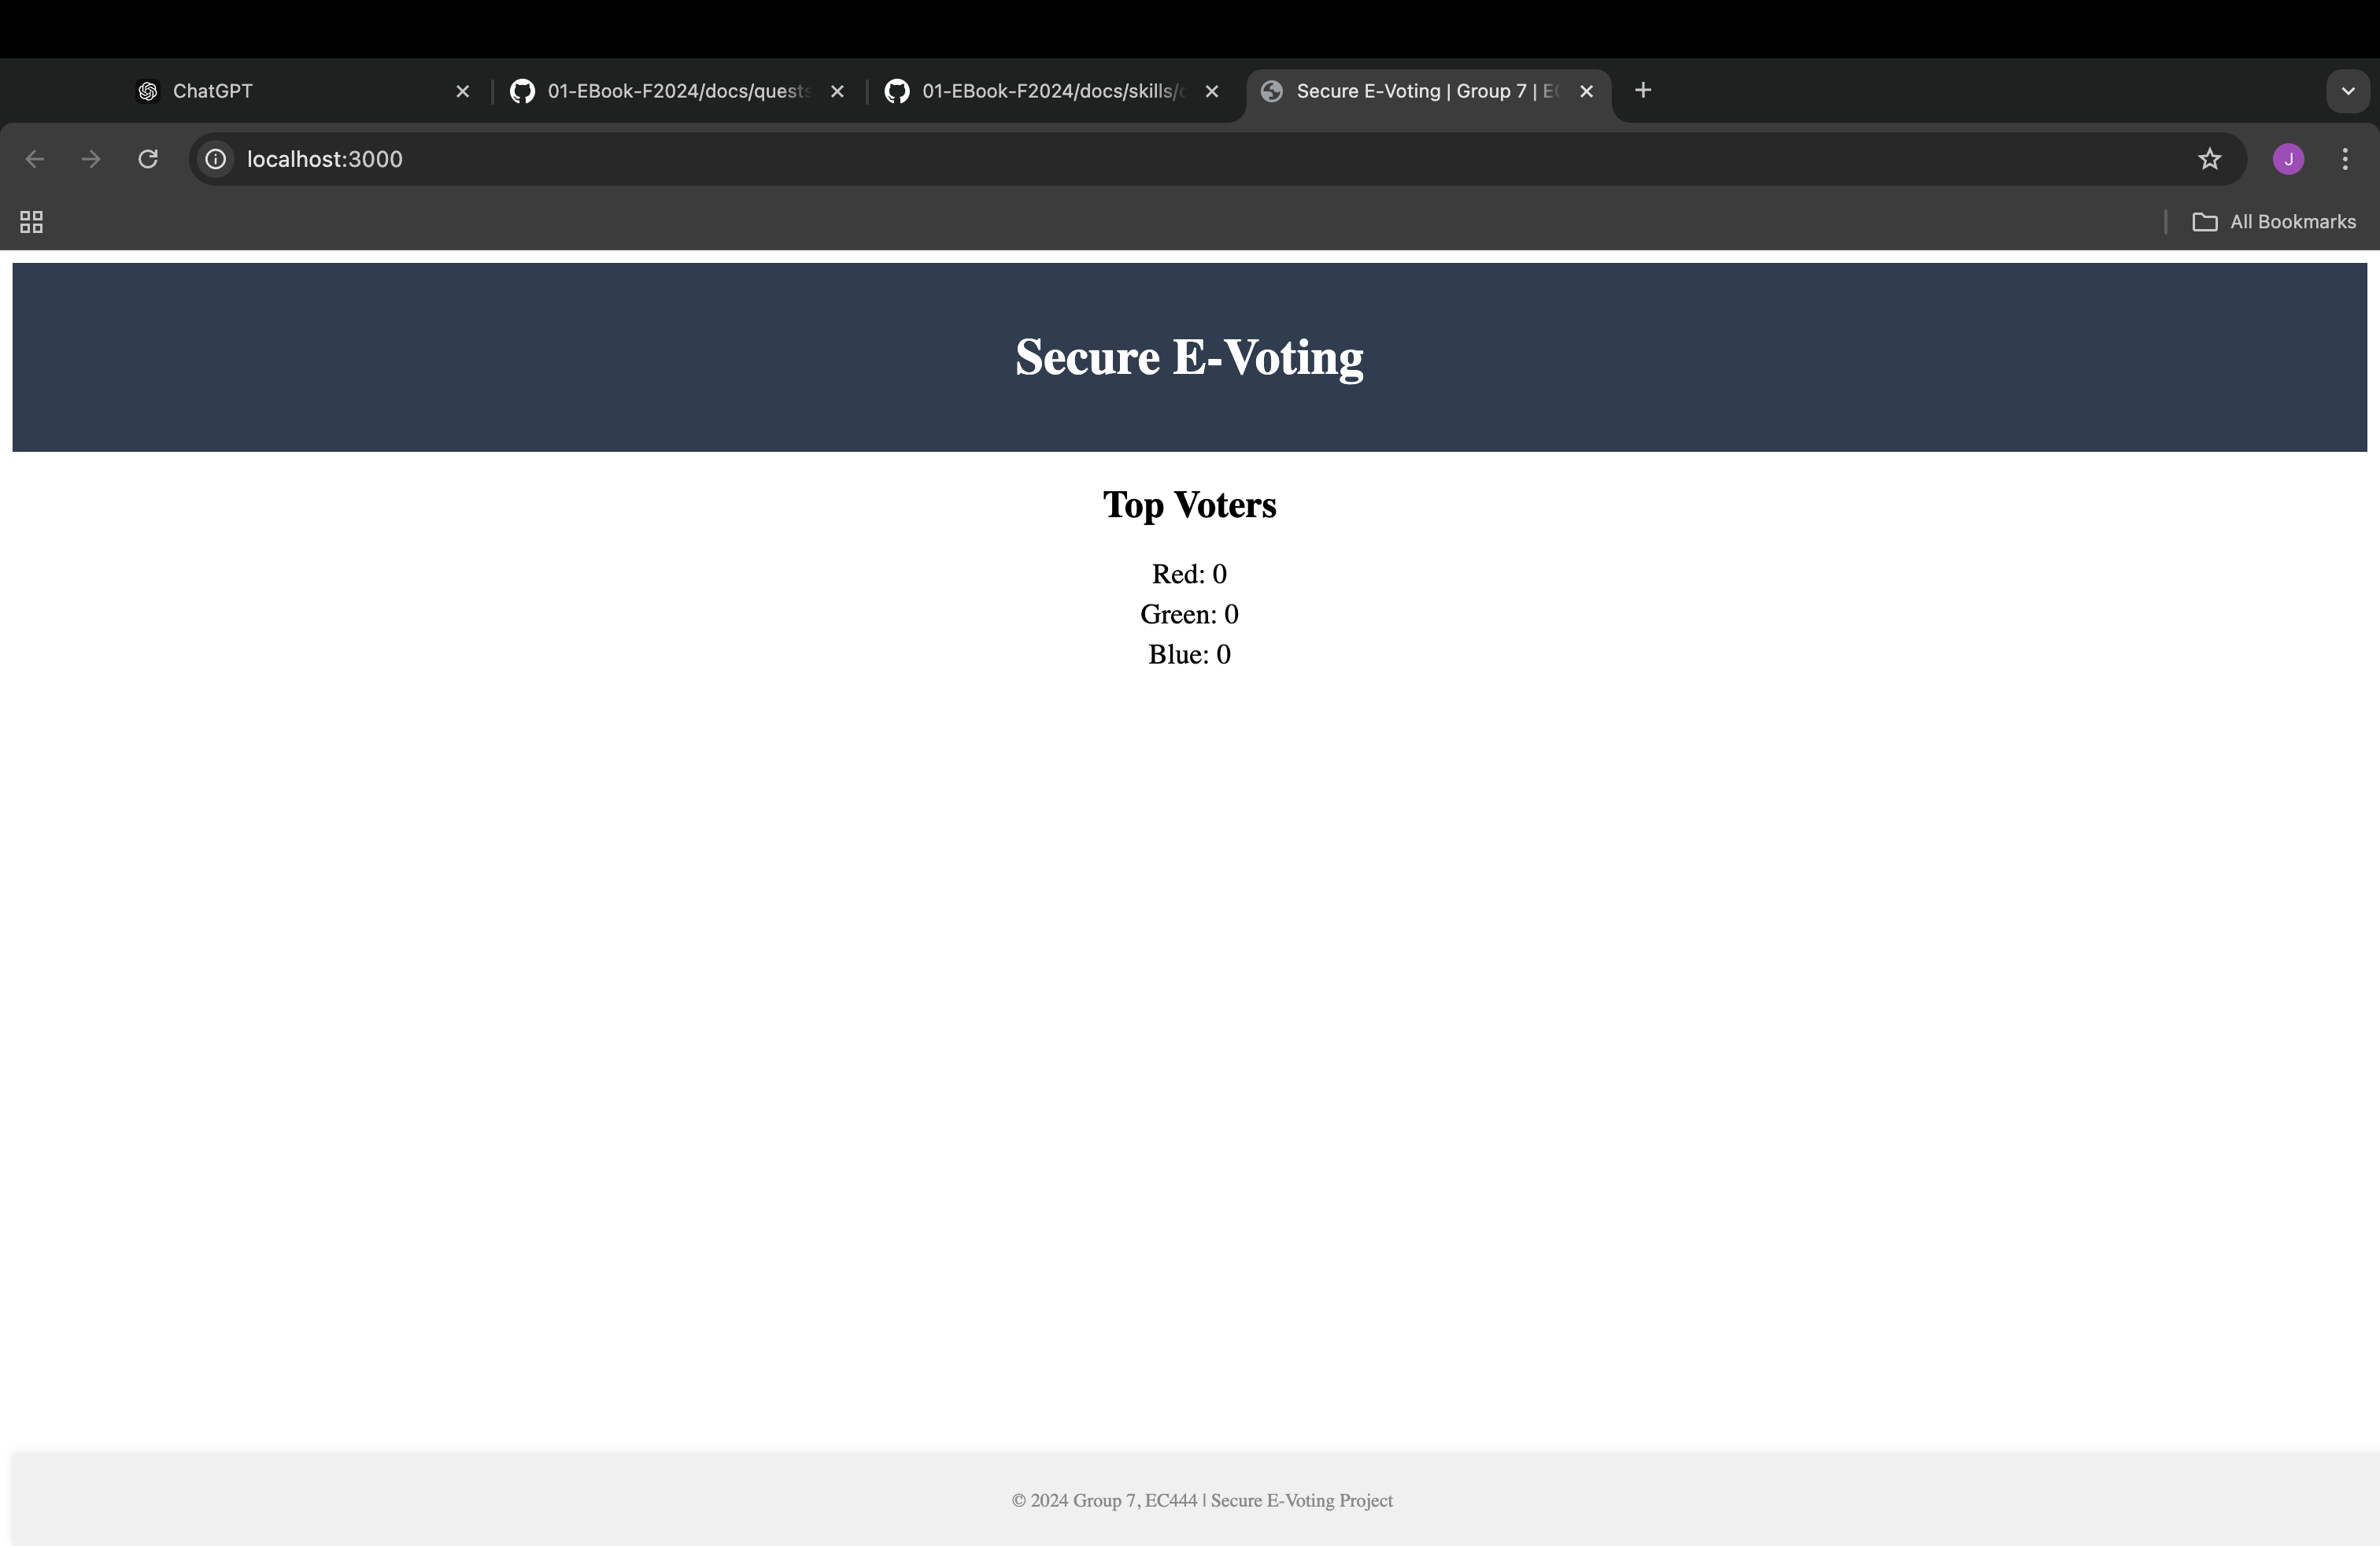 ChatGPT
01-EBook-F2024/docs/quests
01-EBook-F2024/docs/skills/
Secure E-Voting | Group 7 | E
localhost:3000
J
All Bookmarks
Secure E-Voting
Top Voters
Red: 0
Green: 0
Blue: 0
© 2024 Group 7, EC444 | Secure E-Voting Project